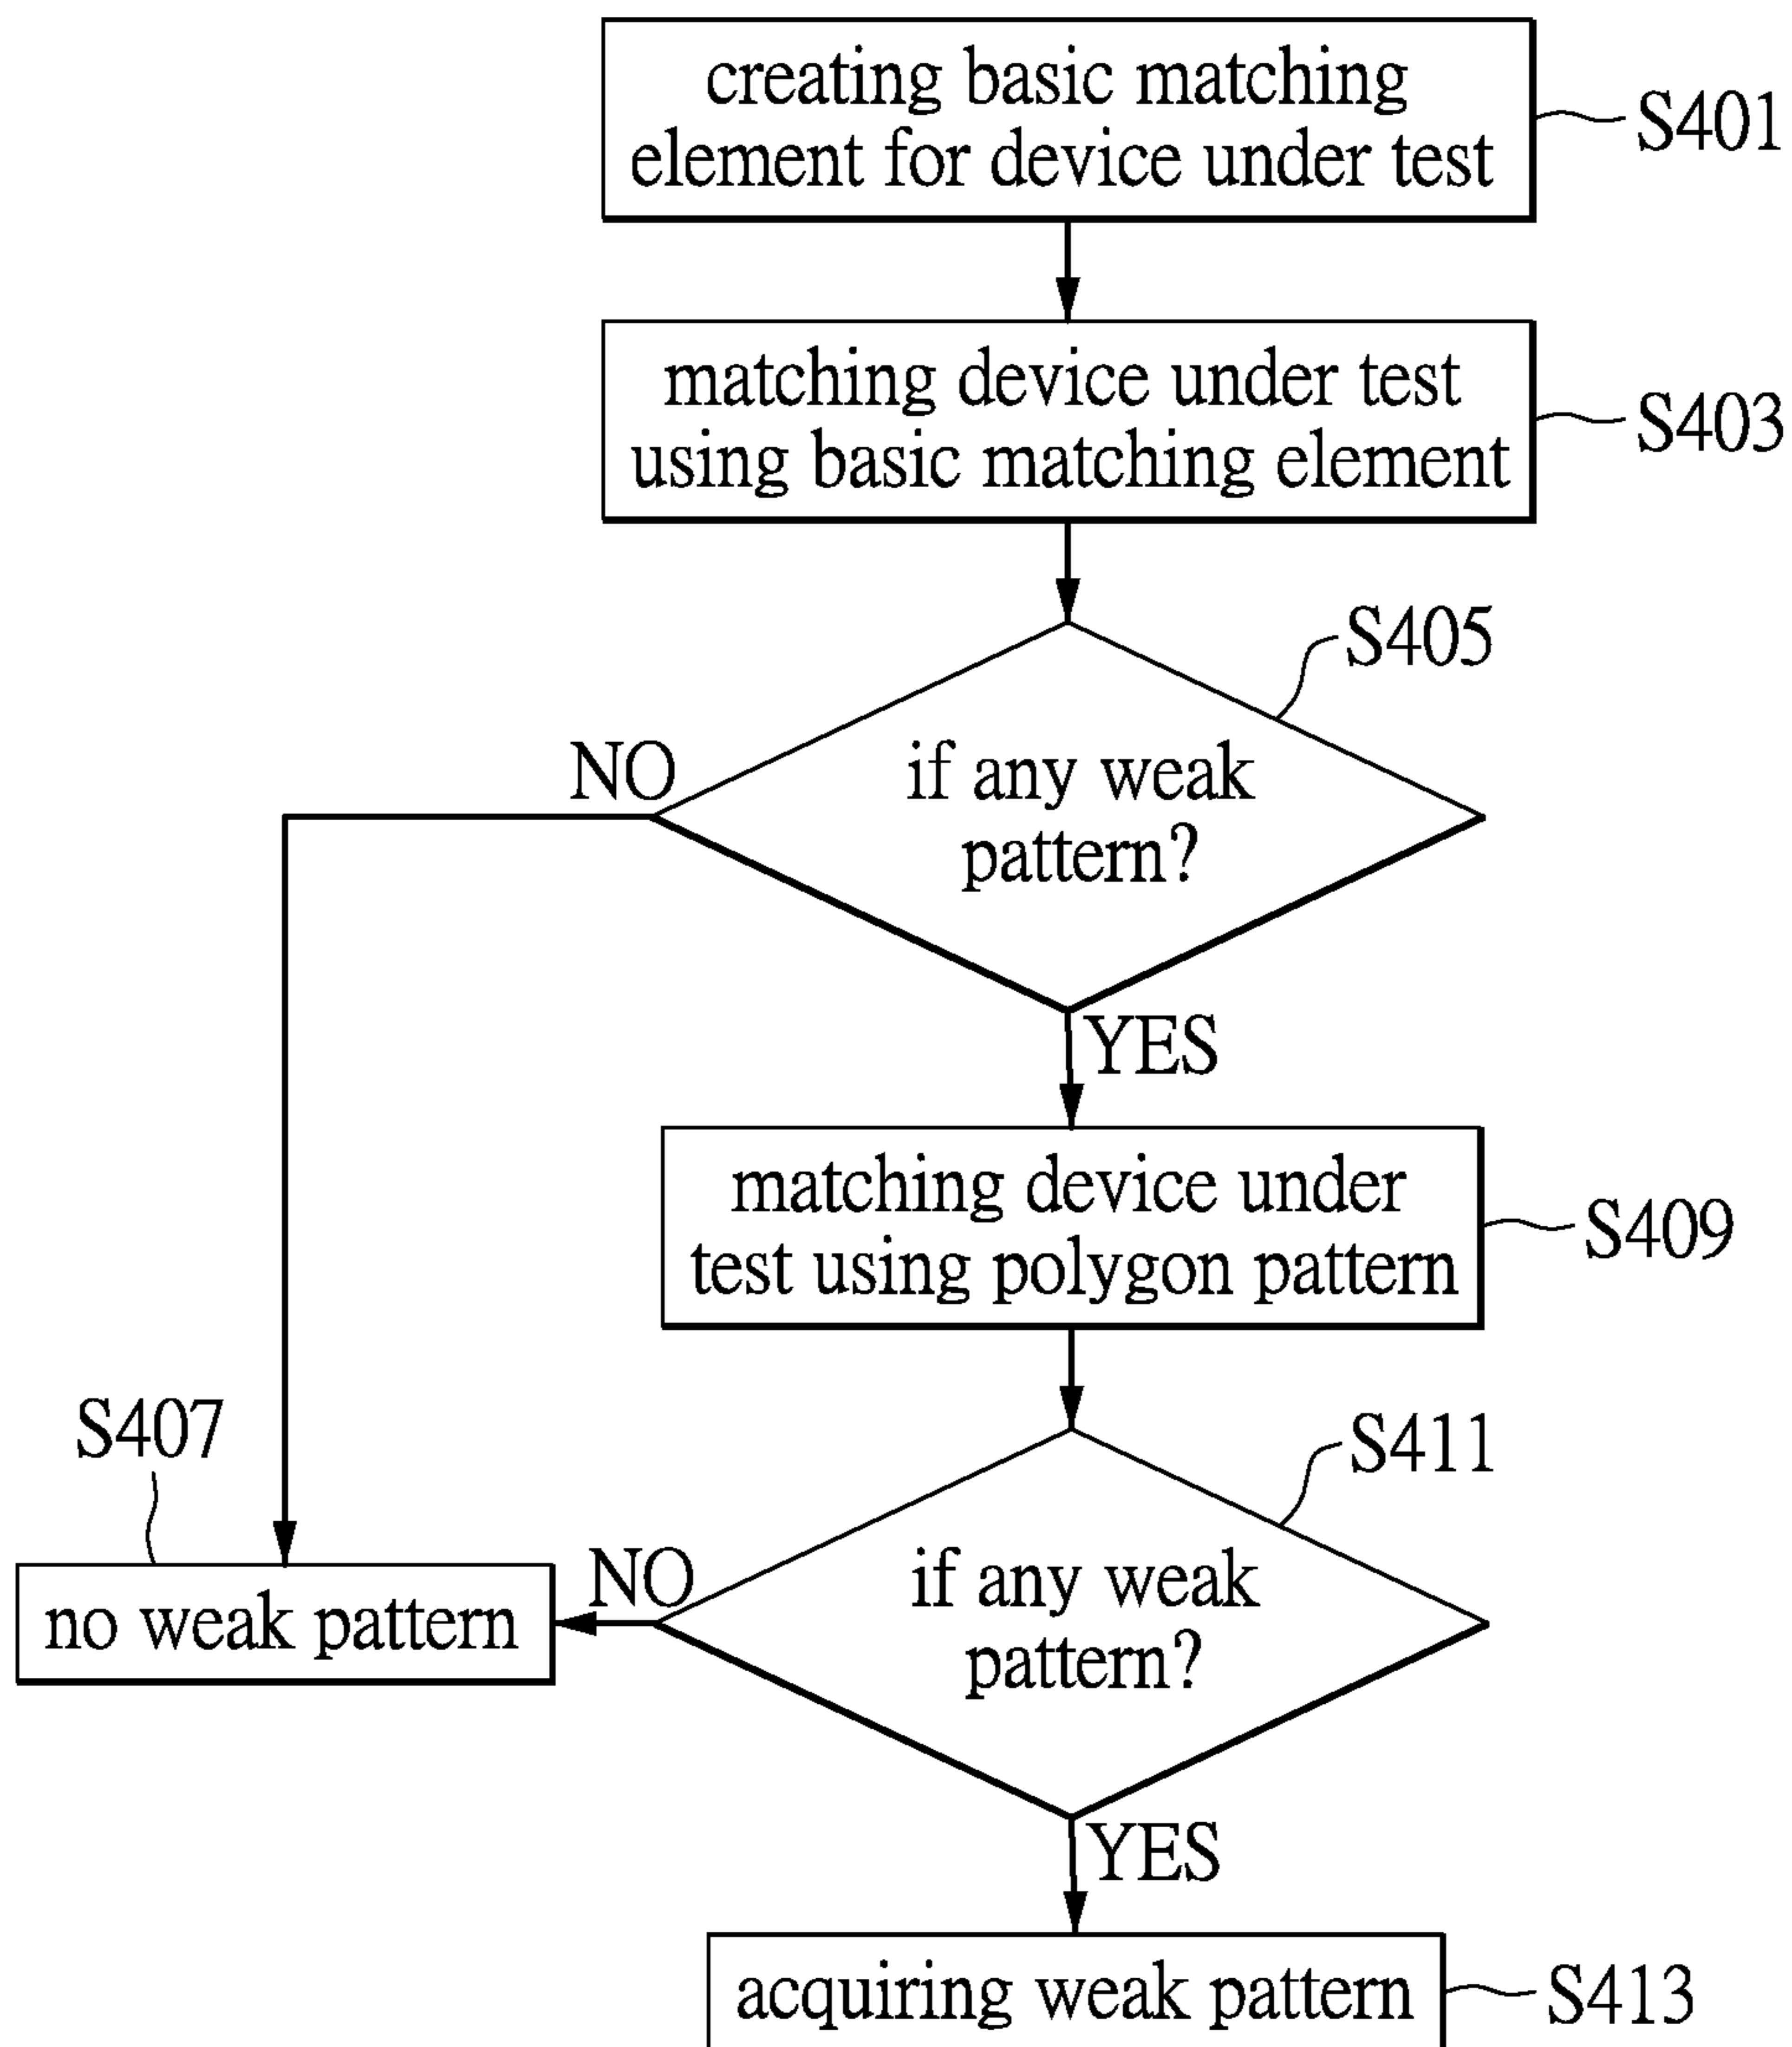 creating basic matching
element for device under test
S401
matching device under test
using basic matching element
S403
S405
if any weak
pattern?
NO
YES
matching device under
test using polygon pattern
S409
S407
no weak pattern
S411
if any weak
pattern?
NO
YES
acquiring weak pattern
S413